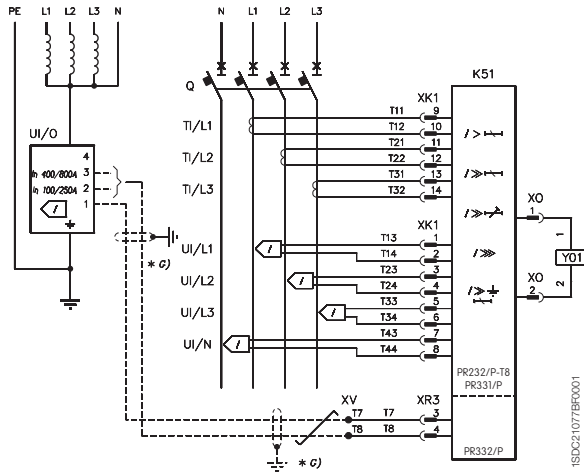 PE L1 L2 L3 N
N L1 L2 L3
K51
Q
XK1
UI/O
TI/L1
T11 9
T12 10
I>
4
In 400/800A 3
In 100/250A 2
1
I
TI/L2
T21 11
T22 12
TI/L3
T31 13
T32 14
I>>
I>>
XO
1
1
Y01
2
XO
2
XK1
UI/L1
I
T13 1
T14 2
I>>>
* G)
UI/L2
I
T23 3
T24 4
UI/L3
I
T33 5
T34 6
I>>
UI/N
I
T43 7
T44 8
PR232/P-T8
PR331/P
XV
XR3
T7 T7 3
T8 T8 4
PR332/P
* G)
1SDC21077BF0001